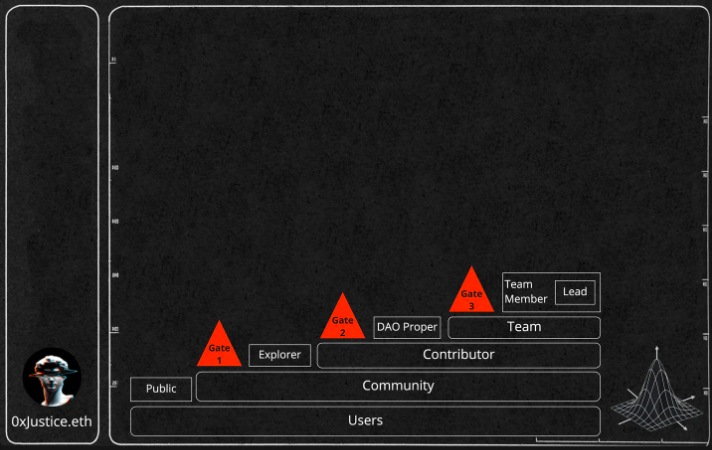 Gate
3
Team
Member
Lead
Gate
2
DAO Proper
Team
Gate
1
Explorer
Contributor
Public
Community
Users
0xJustice.eth